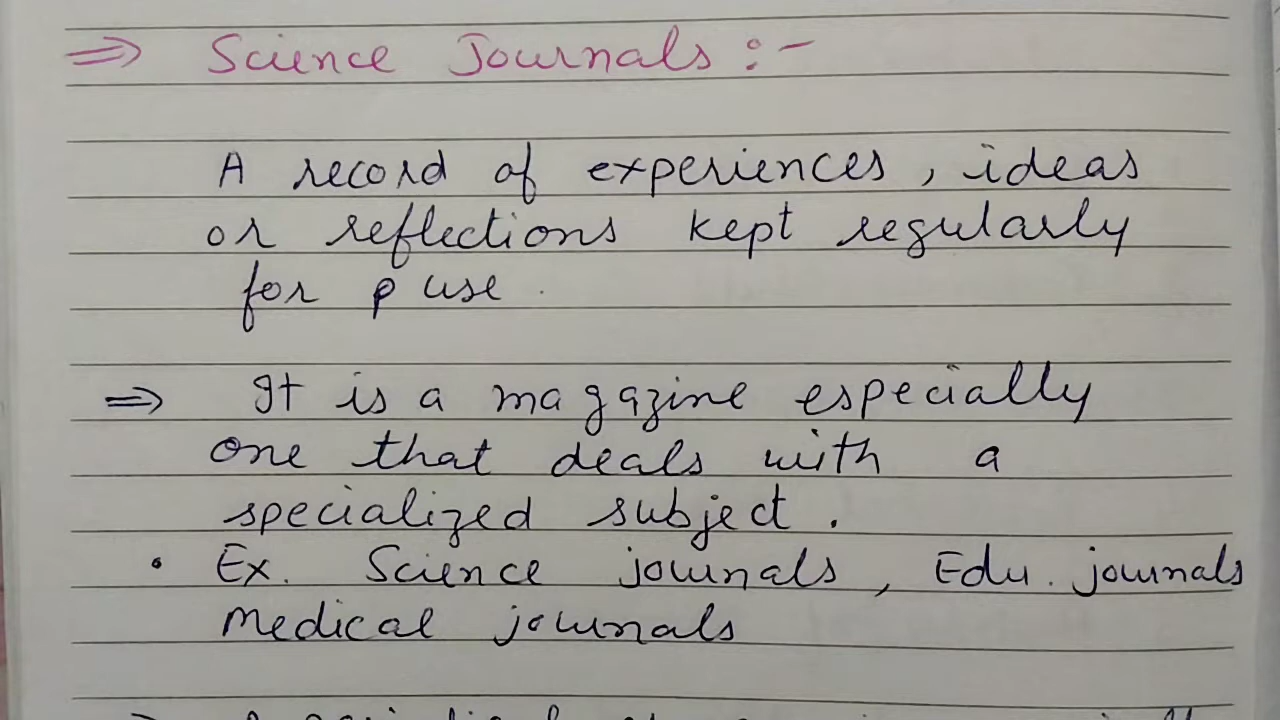 ⇒ Science Journals :-
A record of experiences, ideas
or reflections kept regularly
for p use.
⇒ It is a magazine especially
one that deals with a
specialized subject.
• Ex. Science journals, Edu. journals
Medical journals